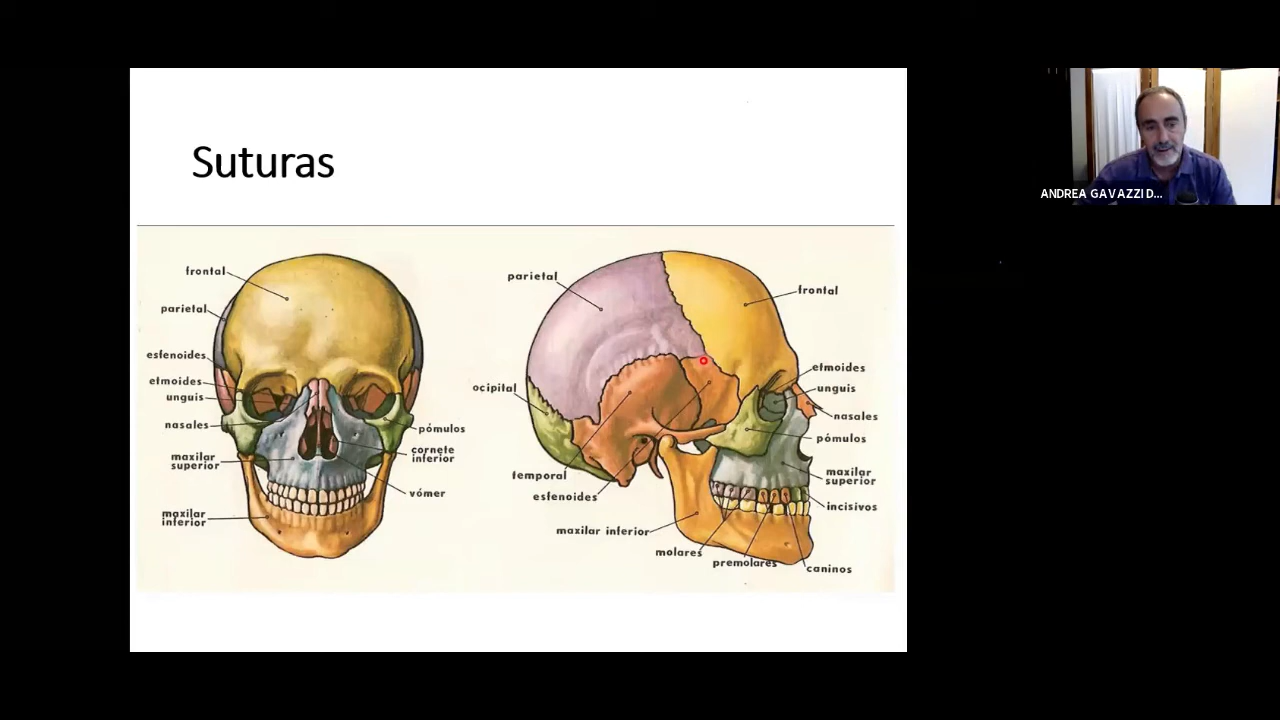 Suturas
frontal
parietal
esfenoides
etmoides
unguis
nasales
maxilar
superior
maxilar
inferior
pómulos
cornete
inferior
vómer
parietal
ocipital
temporal
esfenoides
maxilar inferior
molares
premolares
caninos
frontal
etmoides
unguis
nasales
pómulos
maxilar
superior
incisivos
ANDREA GAVAZZI D...